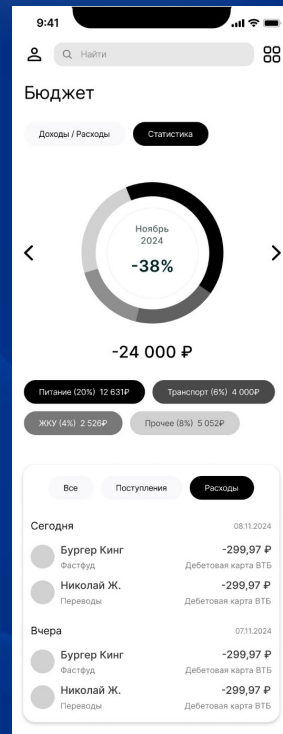 9:41
Найти
Бюджет
Доходы / Расходы Статистика
Ноябрь
2024
-38%
-24 000 ₽
Питание (20%) 12 631₽ Транспорт (6%) 4 000₽
ЖКУ (4%) 2 526₽ Прочее (8%) 5 052₽
Все Поступления Расходы
Сегодня 08.11.2024
Бургер Кинг -299,97 ₽
Фастфуд Дебетовая карта ВТБ
Николай Ж. -299,97 ₽
Переводы Дебетовая карта ВТБ
Вчера 07.11.2024
Бургер Кинг -299,97 ₽
Фастфуд Дебетовая карта ВТБ
Николай Ж. -299,97 ₽
Переводы Дебетовая карта ВТБ